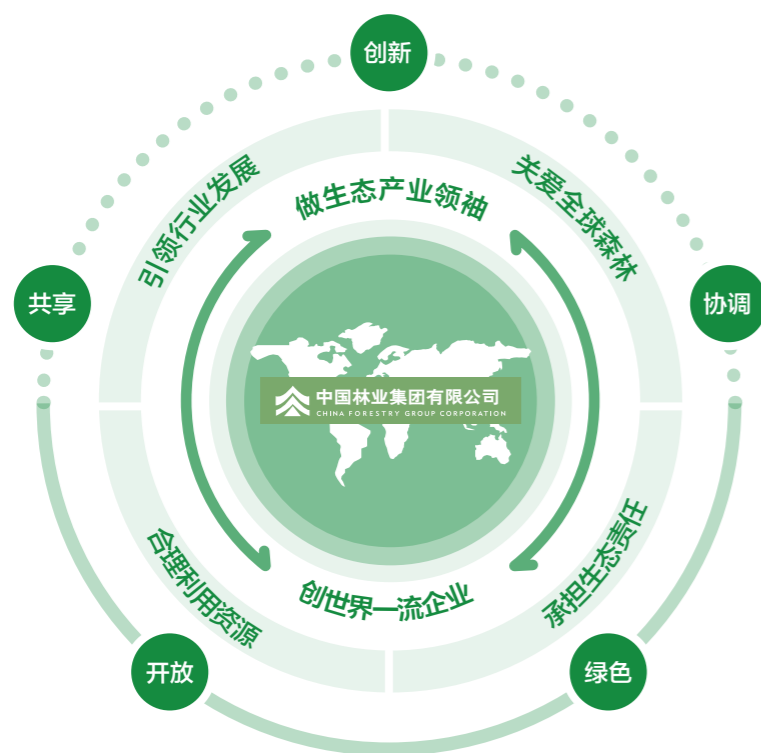 创新
引领行业发展
做生态产业领袖
关爱全球森林
共享
协调
中国林业集团有限公司
CHINA FORESTRY GROUP CORPORATION
合理利用资源
创世界一流企业
承担生态责任
开放
绿色